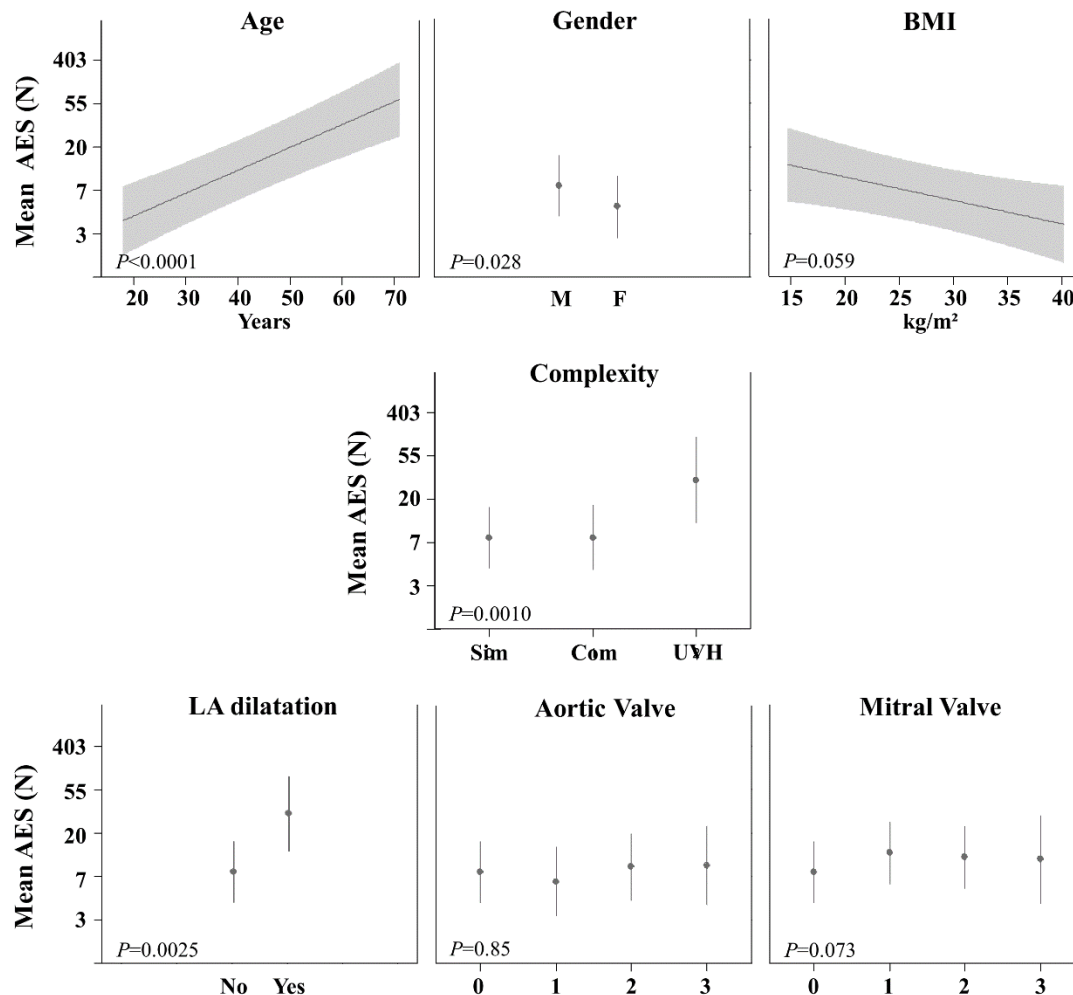 Age
Gender
BMI
Mean AES (N)
403
55
20
7
3
P<0.0001
P=0.028
P=0.059
20 30 40 50 60 70
Years
M F
15 20 25 30 35 40
kg/m²
Complexity
Mean AES (N)
403
55
20
7
3
P=0.0010
Sim Com UVH
LA dilatation
Aortic Valve
Mitral Valve
Mean AES (N)
403
55
20
7
3
P=0.0025
P=0.85
P=0.073
No Yes
0 1 2 3
0 1 2 3